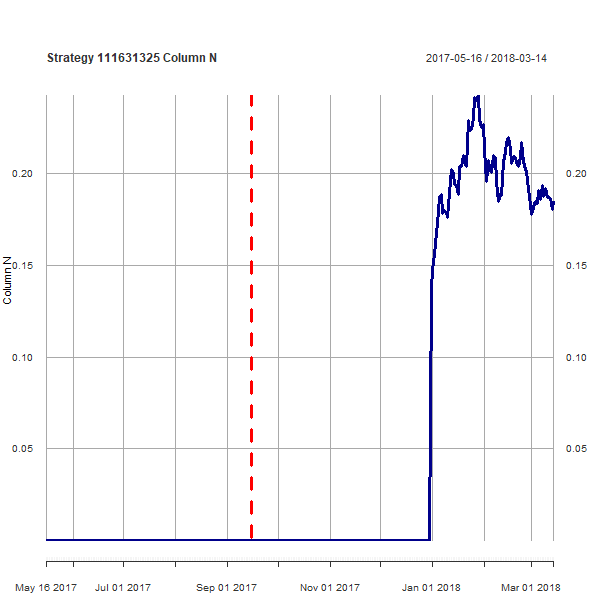 Strategy 111631325 Column N 2017-05-16 / 2018-03-14
0.20 0.20
0.15 0.15
Column N
0.10 0.10
0.05 0.05
May 16 2017 Jul 01 2017 Sep 01 2017 Nov 01 2017 Jan 01 2018 Mar 01 2018